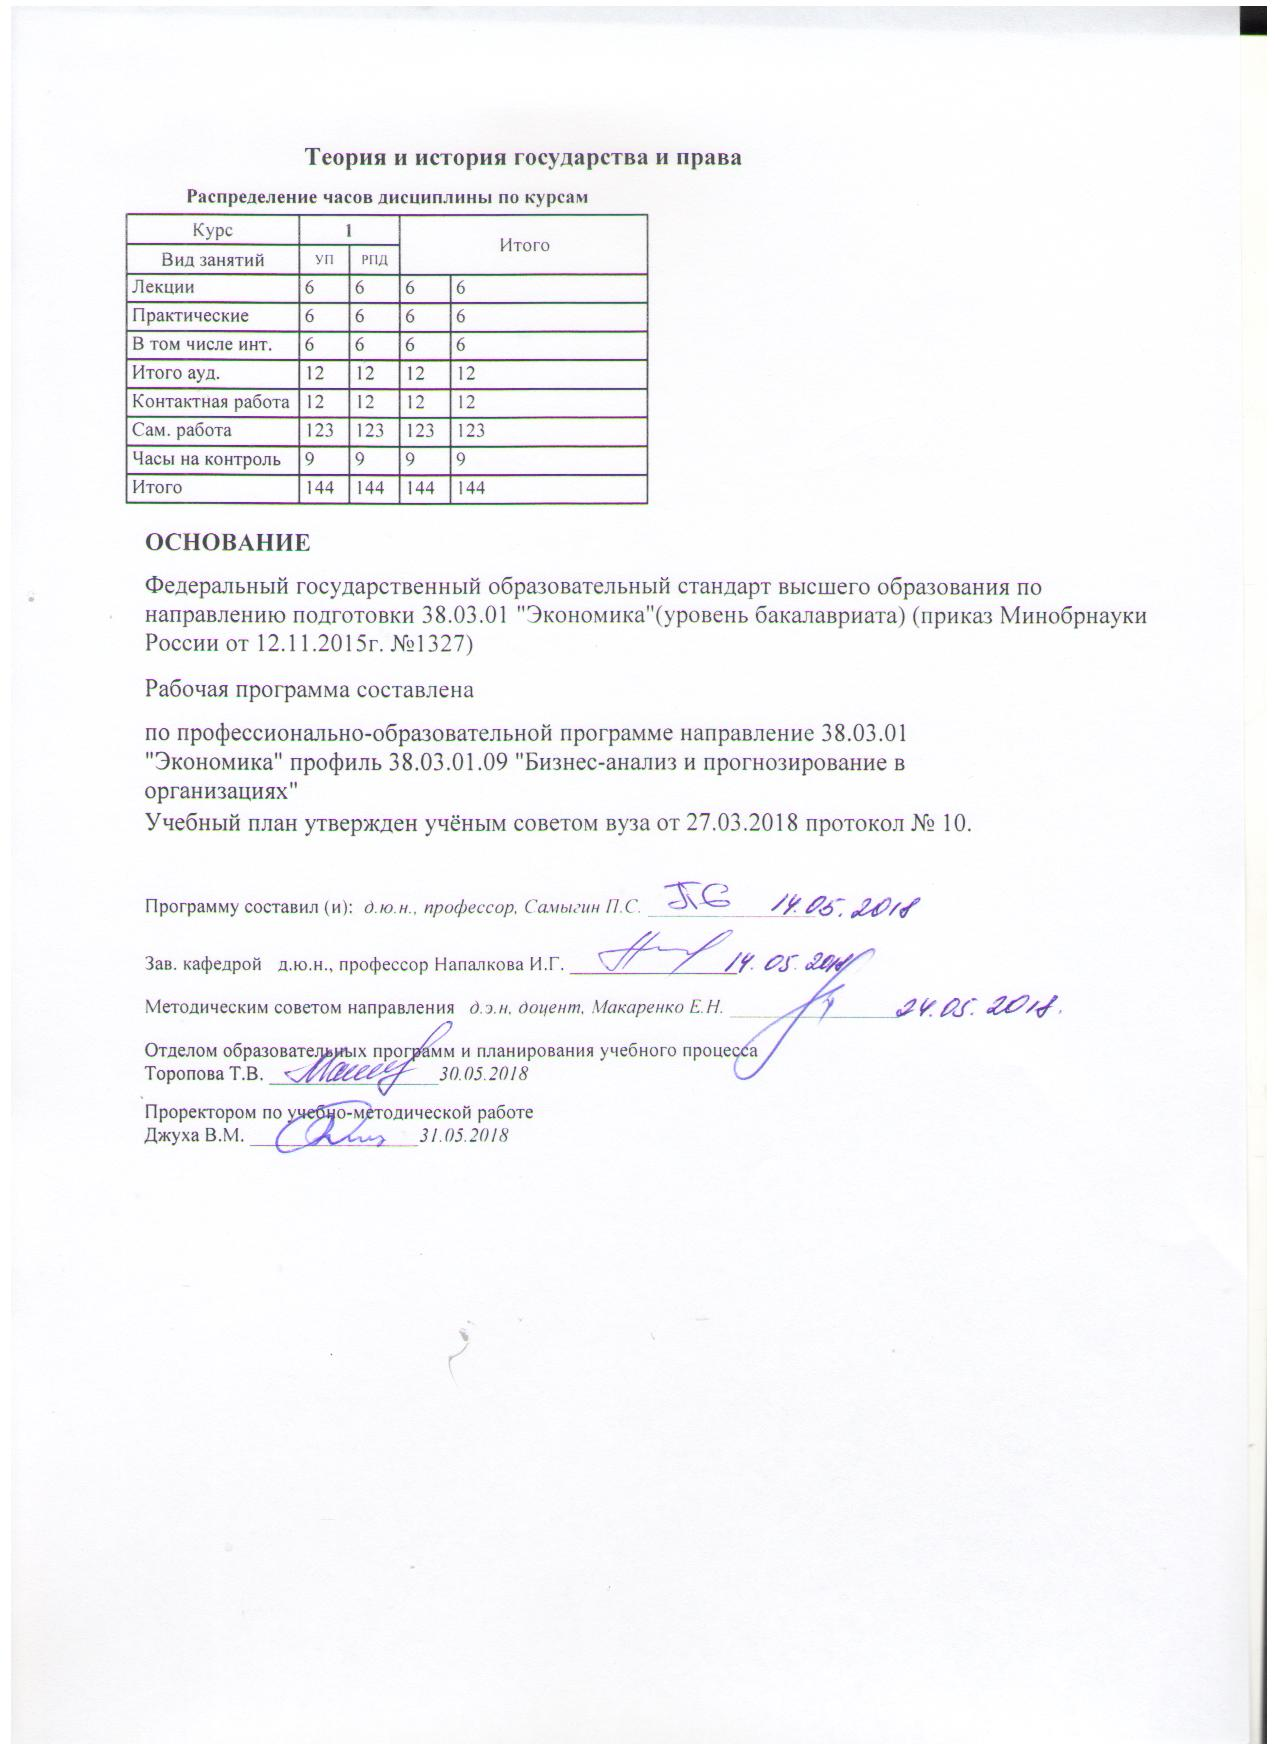 Теория и история государства и права
Распределение часов дисциплины по курсам
Курс 1 Итого
Вид занятий УП РПД
Лекции 6 6 6 6
Практические 6 6 6 6
В том числе инт. 6 6 6 6
Итого ауд. 12 12 12 12
Контактная работа 12 12 12 12
Сам. работа 123 123 123 123
Часы на контроль 9 9 9 9
Итого 144 144 144 144
ОСНОВАНИЕ
Федеральный государственный образовательный стандарт высшего образования по
направлению подготовки 38.03.01 "Экономика"(уровень бакалавриата) (приказ Минобрнауки
России от 12.11.2015г. №1327)
Рабочая программа составлена
по профессионально-образовательной программе направление 38.03.01
"Экономика" профиль 38.03.01.09 "Бизнес-анализ и прогнозирование в
организациях"
Учебный план утвержден учёным советом вуза от 27.03.2018 протокол № 10.
Программу составил (и): д.ю.н., профессор, Самыгин П.С. 14.05.2018
Зав. кафедрой д.ю.н., профессор Напалкова И.Г. 14.05.2018
Методическим советом направления д.э.н, доцент, Макаренко Е.Н. 24.05.2018.
Отделом образовательных программ и планирования учебного процесса
Торопова Т.В. 30.05.2018
Проректором по учебно-методической работе
Джуха В.М. 31.05.2018